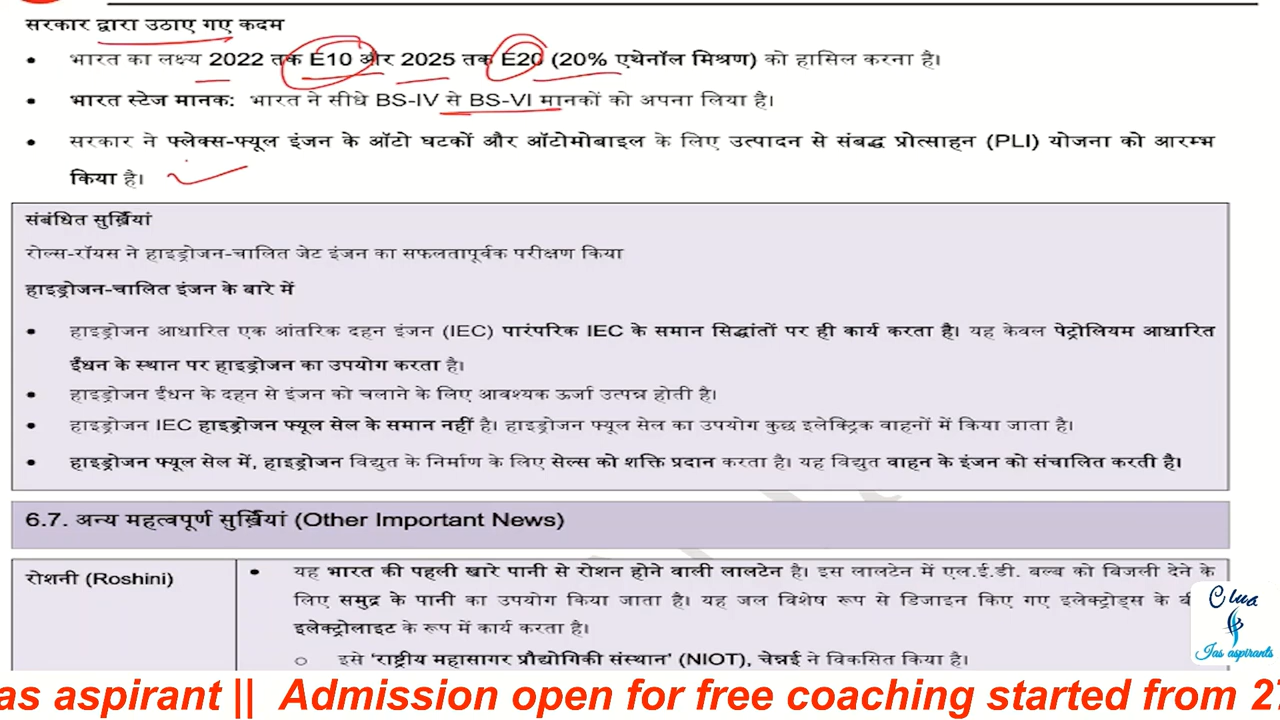 सरकार द्वारा उठाए गए कदम
• भारत का लक्ष्य 2022 तक E10 और 2025 तक E20 (20% एथेनॉल मिश्रण) को हासिल करना है।
• भारत स्टेज मानक: भारत ने सीधे BS-IV से BS-VI मानकों को अपना लिया है।
• सरकार ने फ्लेक्स-फ्यूल इंजन के ऑटो घटकों और ऑटोमोबाइल के लिए उत्पादन से संबद्ध प्रोत्साहन (PLI) योजना को आरम्भ
किया है।
संबंधित सुर्ख़ियां
रोल्स-रॉयस ने हाइड्रोजन-चालित जेट इंजन का सफलतापूर्वक परीक्षण किया
हाइड्रोजन-चालित इंजन के बारे में
• हाइड्रोजन आधारित एक आंतरिक दहन इंजन (IEC) पारंपरिक IEC के समान सिद्धांतों पर ही कार्य करता है। यह केवल पेट्रोलियम आधारित
ईंधन के स्थान पर हाइड्रोजन का उपयोग करता है।
• हाइड्रोजन ईंधन के दहन से इंजन को चलाने के लिए आवश्यक ऊर्जा उत्पन्न होती है।
• हाइड्रोजन IEC हाइड्रोजन फ्यूल सेल के समान नहीं है। हाइड्रोजन फ्यूल सेल का उपयोग कुछ इलेक्ट्रिक वाहनों में किया जाता है।
• हाइड्रोजन फ्यूल सेल में, हाइड्रोजन विद्युत के निर्माण के लिए सेल्स को शक्ति प्रदान करता है। यह विद्युत वाहन के इंजन को संचालित करती है।
6.7. अन्य महत्वपूर्ण सुर्ख़ियां (Other Important News)
रोशनी (Roshini)
• यह भारत की पहली खारे पानी से रोशन होने वाली लालटेन है। इस लालटेन में एल.ई.डी. बल्ब को बिजली देने के
लिए समुद्र के पानी का उपयोग किया जाता है। यह जल विशेष रूप से डिजाइन किए गए इलेक्ट्रोड्स के
इलेक्ट्रोलाइट के रूप में कार्य करता है।
○ इसे 'राष्ट्रीय महासागर प्रौद्योगिकी संस्थान' (NIOT), चेन्नई ने विकसित किया है।
Jas aspirants
as aspirant || Admission open for free coaching started from 27